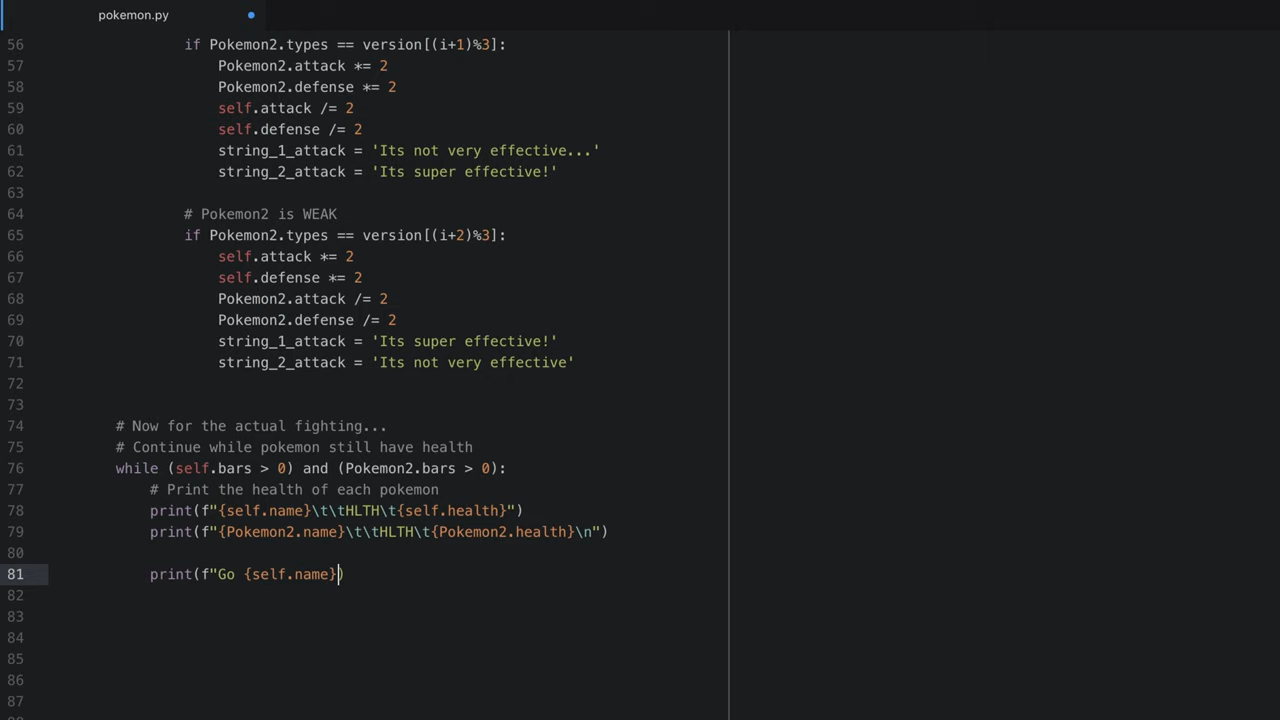 pokemon.py
56 if Pokemon2.types == version[(i+1)%3]:
57 Pokemon2.attack *= 2
58 Pokemon2.defense *= 2
59 self.attack /= 2
60 self.defense /= 2
61 string_1_attack = 'Its not very effective...'
62 string_2_attack = 'Its super effective!'
63
64 # Pokemon2 is WEAK
65 if Pokemon2.types == version[(i+2)%3]:
66 self.attack *= 2
67 self.defense *= 2
68 Pokemon2.attack /= 2
69 Pokemon2.defense /= 2
70 string_1_attack = 'Its super effective!'
71 string_2_attack = 'Its not very effective'
72
73
74 # Now for the actual fighting...
75 # Continue while pokemon still have health
76 while (self.bars > 0) and (Pokemon2.bars > 0):
77 # Print the health of each pokemon
78 print(f"{self.name}\t\tHLTH\t{self.health}")
79 print(f"{Pokemon2.name}\t\tHLTH\t{Pokemon2.health}\n")
80
81 print(f"Go {self.name})
82
83
84
85
86
87